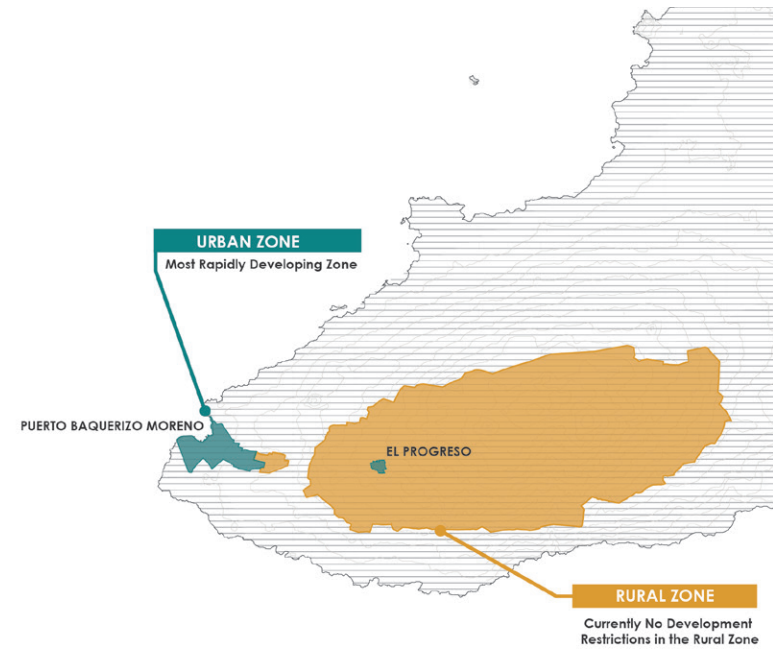 URBAN ZONE
Most Rapidly Developing Zone
PUERTO BAQUERIZO MORENO
EL PROGRESO
RURAL ZONE
Currently No Development
Restrictions in the Rural Zone